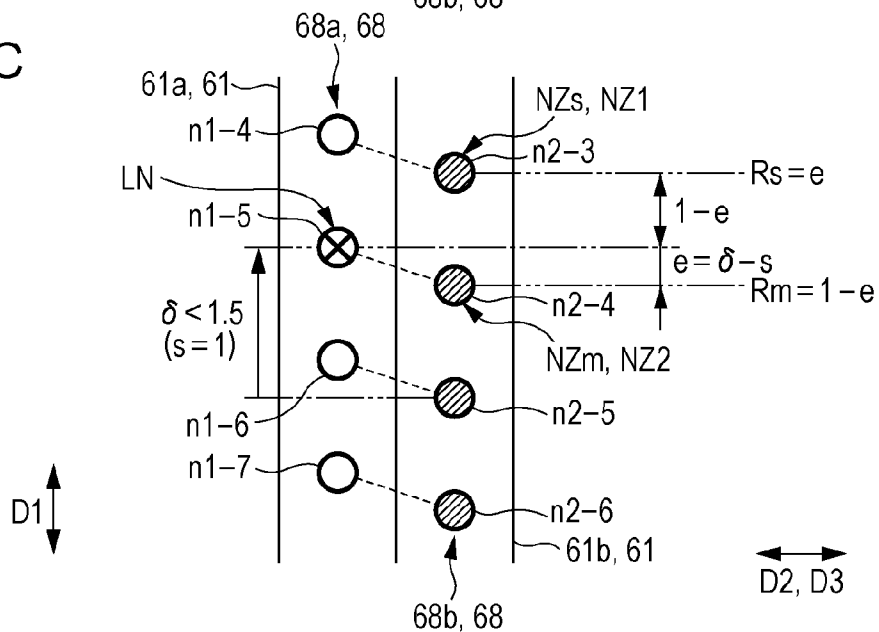 68b, 68
C
68a, 68
61a, 61
NZs, NZ1
n1-4
n2-3
Rs=e
LN
1-e
n1-5
e=δ-s
n2-4
Rm=1-e
δ<1.5
(s=1)
NZm, NZ2
n1-6
n2-5
n1-7
D1
n2-6
61b, 61
D2, D3
68b, 68